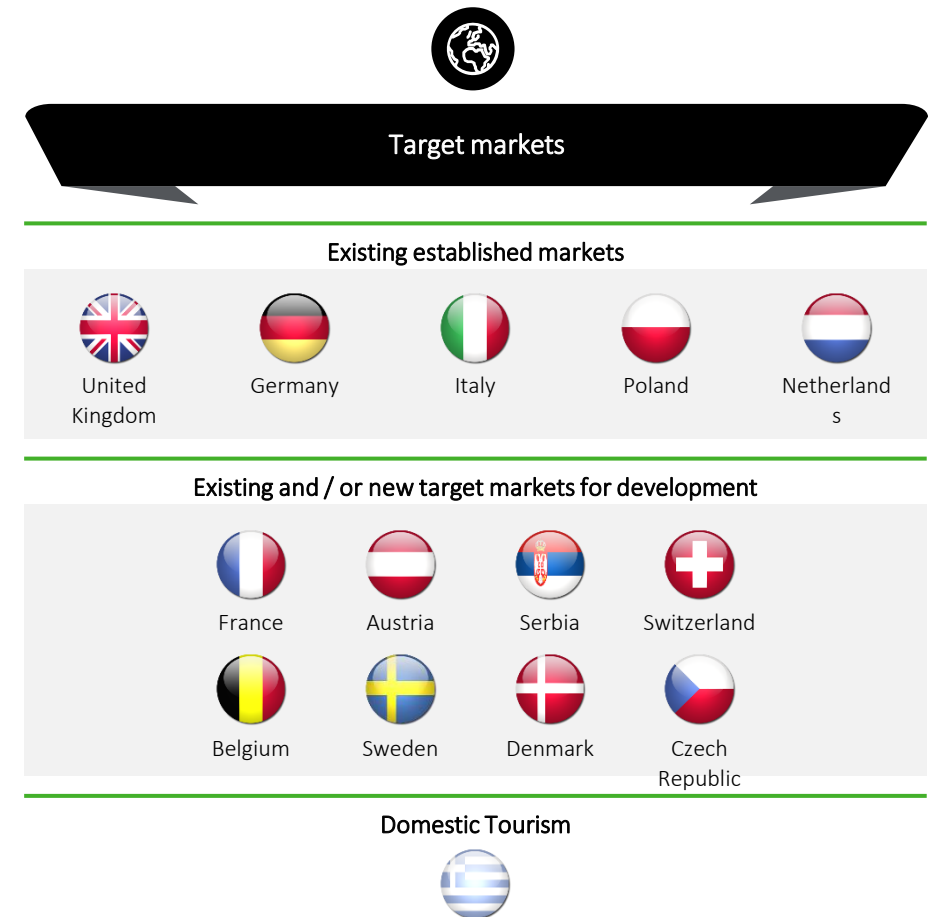 Target markets
Existing established markets
United
Kingdom
Germany
Italy
Poland
Netherland
s
Existing and / or new target markets for development
France
Austria
Serbia
Switzerland
Belgium
Sweden
Denmark
Czech
Republic
Domestic Tourism